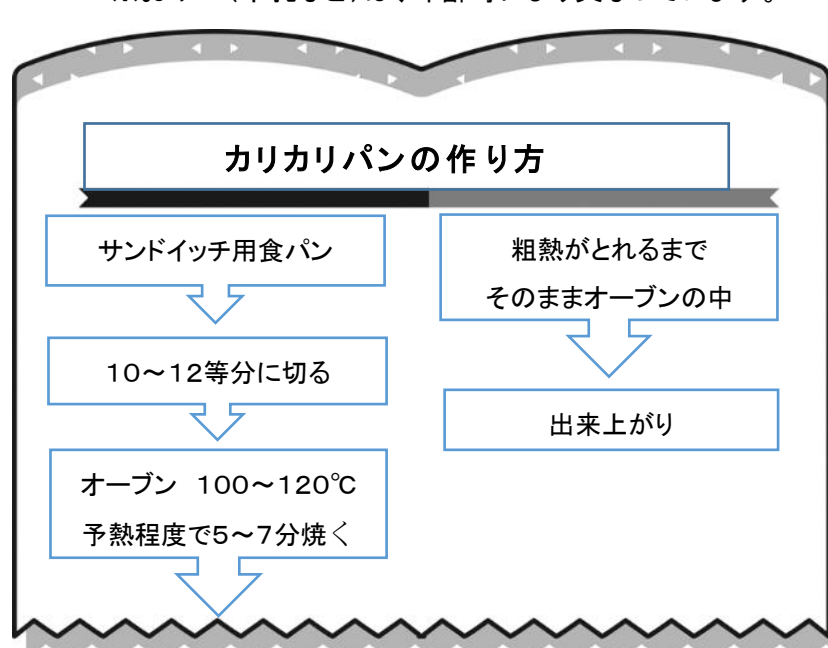 カリカリパンの作り方
サンドイッチ用食パン
10～12等分に切る
オーブン　100～120℃
予熱程度で5～7分焼く
粗熱がとれるまで
そのままオーブンの中
出来上がり